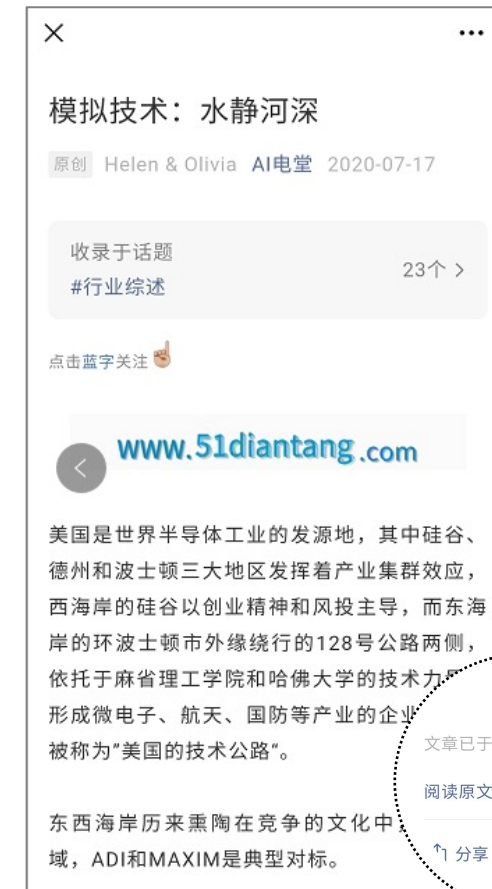 模拟技术：水静河深
原创 Helen & Olivia AI电堂 2020-07-17
收录于话题
#行业综述
23个 >
点击蓝字关注
www.51diantang.com
美国是世界半导体工业的发源地，其中硅谷、
德州和波士顿三大地区发挥着产业集群效应，
西海岸的硅谷以创业精神和风投主导，而东海
岸的环波士顿市外缘绕行的128号公路两侧，
依托于麻省理工学院和哈佛大学的技术力
形成微电子、航天、国防等产业的企业
被称为”美国的技术公路“。
文章已于
阅读原文
东西海岸历来熏陶在竞争的文化中
域，ADI和MAXIM是典型对标。
分享